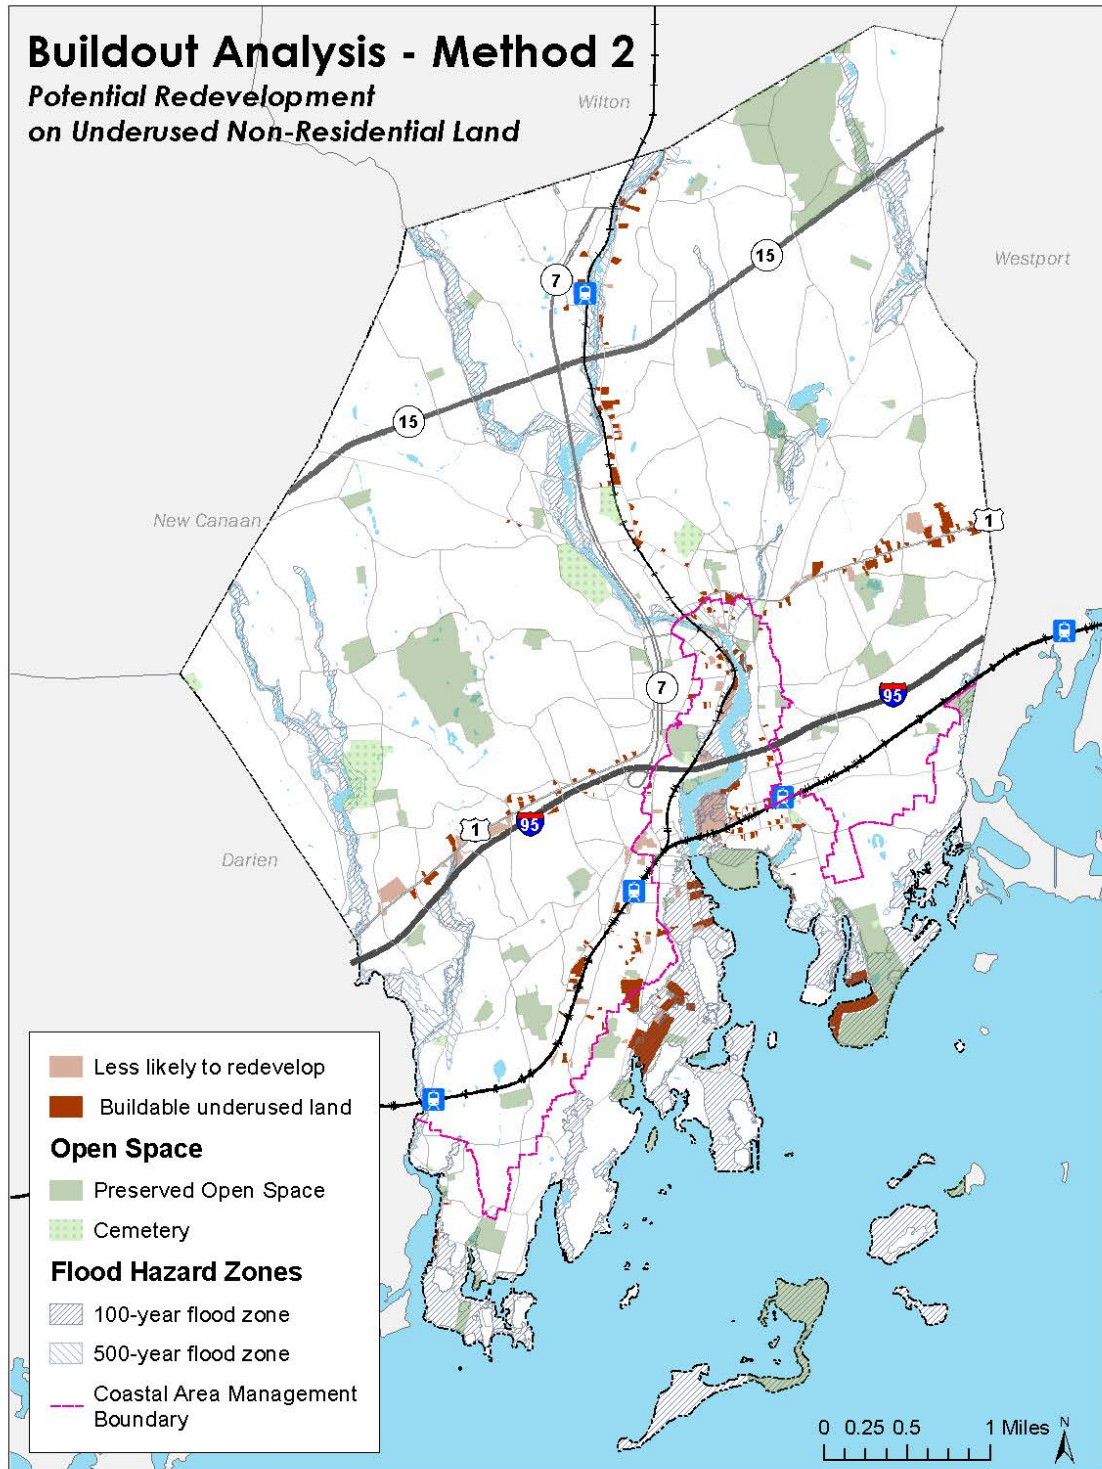 Buildout Analysis - Method 2
Potential Redevelopment
on Underused Non-Residential Land
Wilton
Westport
15
7
15
New Canaan
1
7
95
1
95
Darien
Less likely to redevelop
Buildable underused land
Open Space
Preserved Open Space
Cemetery
Flood Hazard Zones
100-year flood zone
500-year flood zone
Coastal Area Management
Boundary
0 0.25 0.5 1 Miles
N